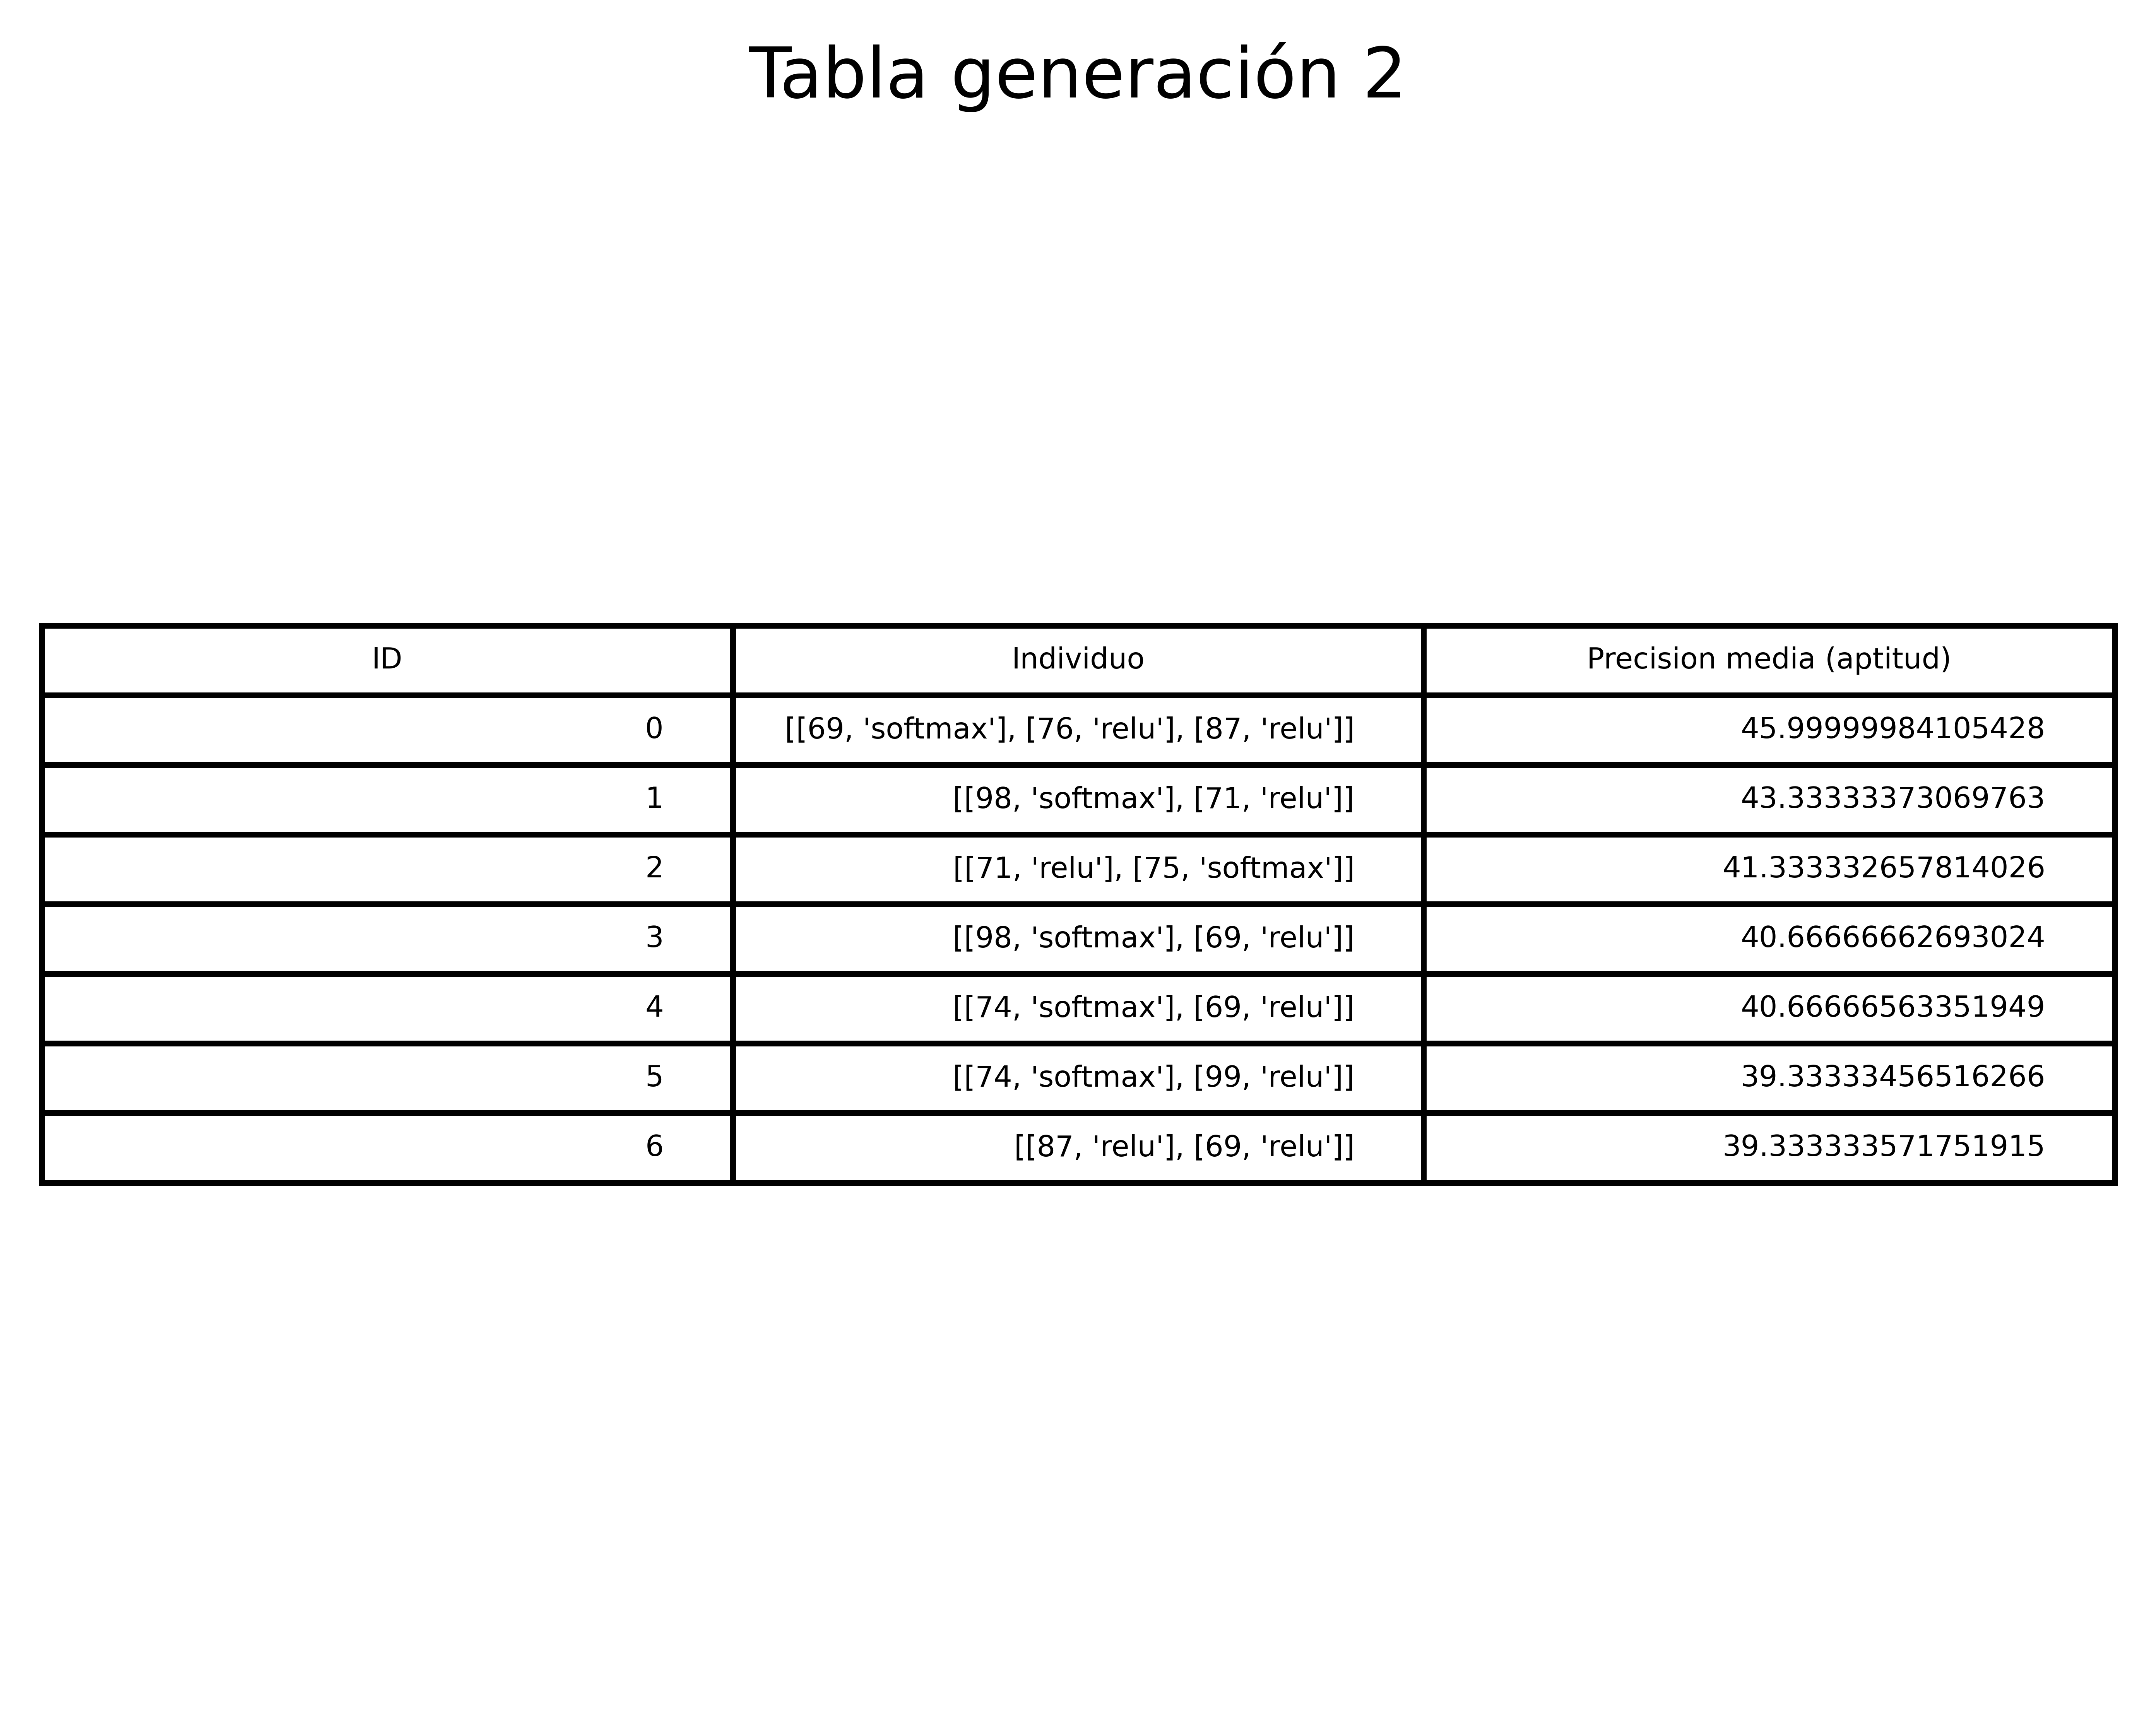 Tabla generación 2
ID Individuo Precision media (aptitud)
0 [[69, 'softmax'], [76, 'relu'], [87, 'relu']] 45.99999984105428
1 [[98, 'softmax'], [71, 'relu']] 43.33333373069763
2 [[71, 'relu'], [75, 'softmax']] 41.333332657814026
3 [[98, 'softmax'], [69, 'relu']] 40.66666662693024
4 [[74, 'softmax'], [69, 'relu']] 40.66666563351949
5 [[74, 'softmax'], [99, 'relu']] 39.33333456516266
6 [[87, 'relu'], [69, 'relu']] 39.333333571751915